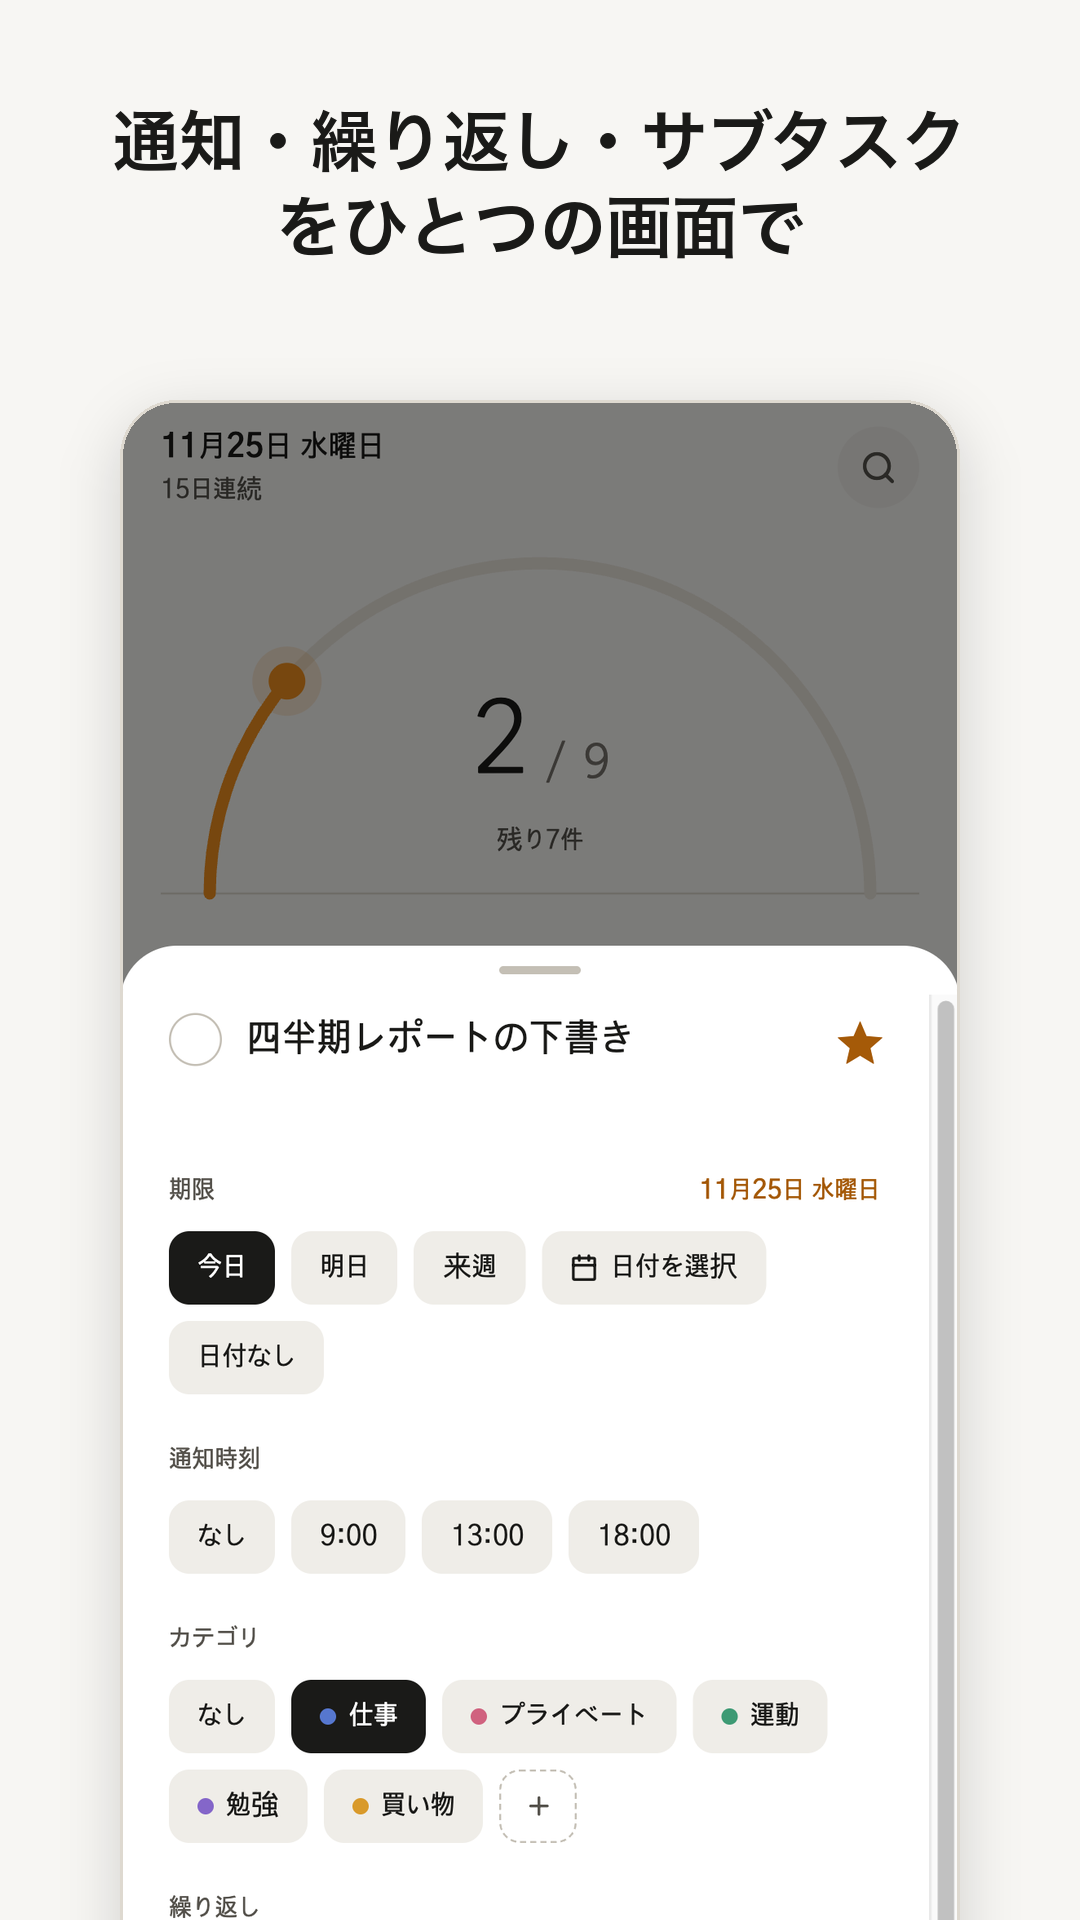 通知・繰り返し・サブタスク
をひとつの画面で
11月25日 水曜日
15日連続
2 / 9
残り7件
四半期レポートの下書き
期限
11月25日 水曜日
今日
明日
来週
日付を選択
日付なし
通知時刻
なし
9:00
13:00
18:00
カテゴリ
なし
仕事
プライベート
運動
勉強
買い物
+
繰り返し